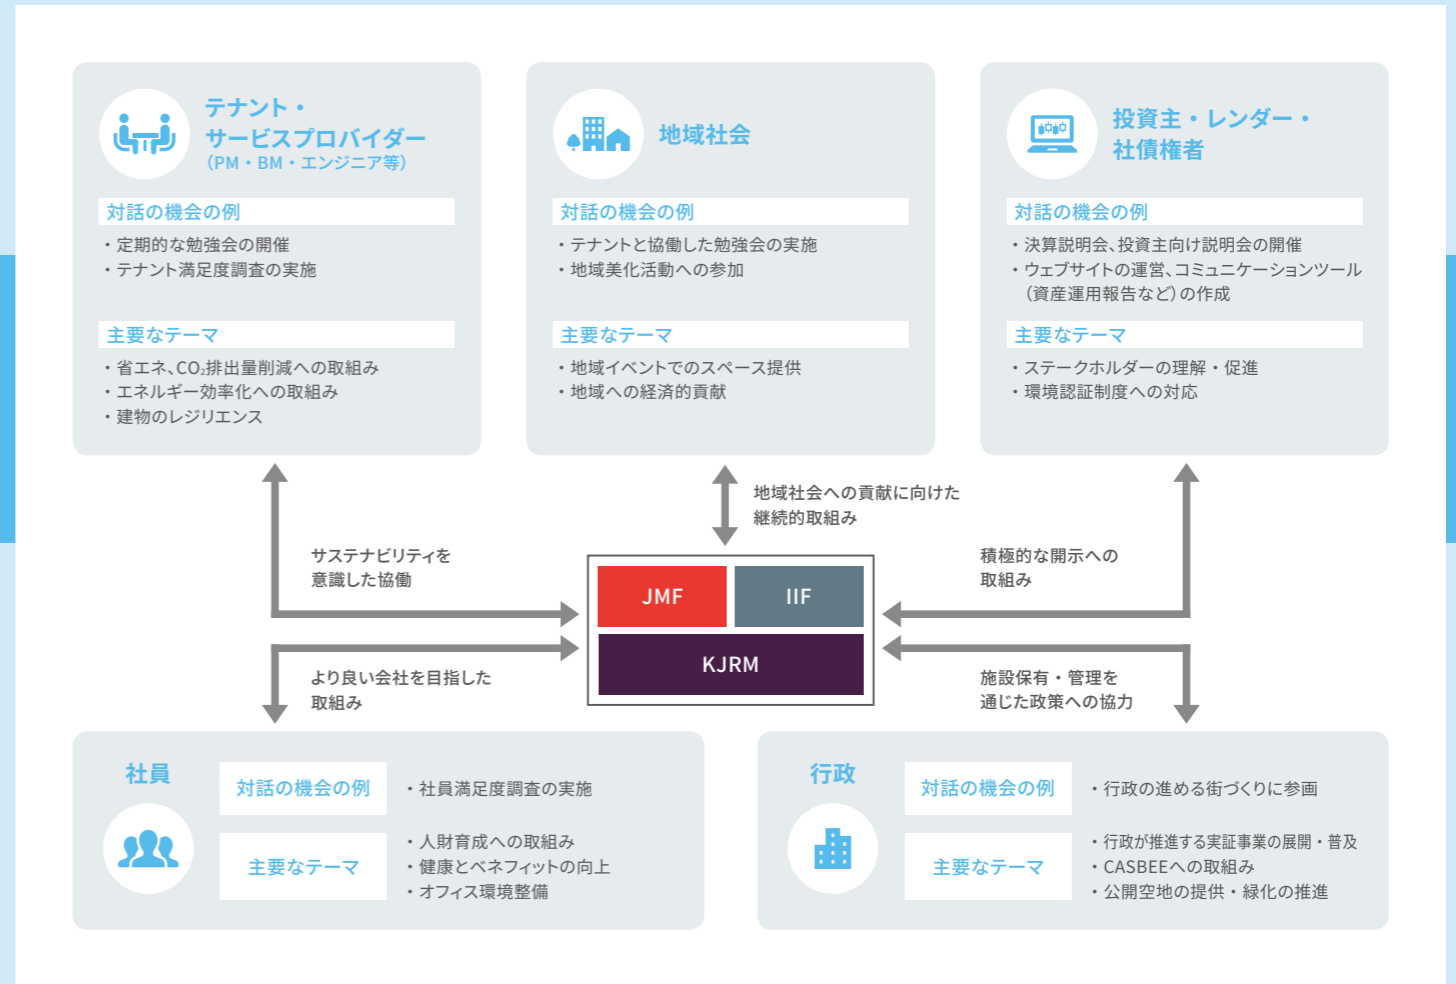 テナント・
サービスプロバイダー
（PM・BM・エンジニア等）
対話の機会の例
・定期的な勉強会の開催
・テナント満足度調査の実施
主要なテーマ
・省エネ、CO₂排出量削減への取組み
・エネルギー効率化への取組み
・建物のレジリエンス
地域社会
対話の機会の例
・テナントと協働した勉強会の実施
・地域美化活動への参加
主要なテーマ
・地域イベントでのスペース提供
・地域への経済的貢献
投資主・レンダー・
社債権者
対話の機会の例
・決算説明会、投資主向け説明会の開催
・ウェブサイトの運営、コミュニケーションツール
（資産運用報告など）の作成
主要なテーマ
・ステークホルダーの理解・促進
・環境認証制度への対応
サステナビリティを
意識した協働
地域社会への貢献に向けた
継続的取組み
積極的な開示への
取組み
JMF
IIF
KJRM
より良い会社を目指した
取組み
施設保有・管理を
通じた政策への協力
社員
対話の機会の例
・社員満足度調査の実施
主要なテーマ
・人財育成への取組み
・健康とベネフィットの向上
・オフィス環境整備
行政
対話の機会の例
・行政の進める街づくりに参画
主要なテーマ
・行政が推進する実証事業の展開・普及
・CASBEEへの取組み
・公開空地の提供・緑化の推進